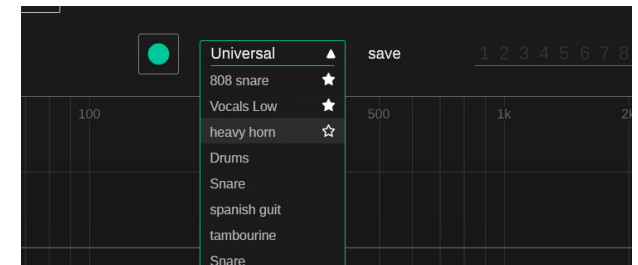 Universal save 1 2 3 4 5 6 7 8
808 snare
Vocals Low
100 500 1k
heavy horn
Drums
Snare
spanish guit
tambourine
Snare